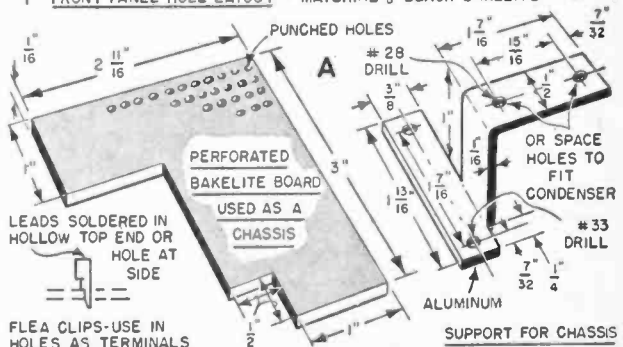 FRONT PANEL HOLE LAYOUT
BLACK BAKELITE
1/16"
2 11/16"
PUNCHED HOLES
A
1"
PERFORATED
BAKELITE BOARD
USED AS A
CHASSIS
3"
LEADS SOLDERED IN
HOLLOW TOP END OR
HOLE AT
SIDE
FLEA CLIPS-USE IN
HOLES AS TERMINALS
1/2"
1"
#28
DRILL
1 7/16"
15/16"
7/32"
3/8"
1"
1/2"
1/16"
OR SPACE
HOLES TO
FIT
CONDENSER
1 13/16"
1 7/16"
#33
DRILL
7/32"
1/4"
ALUMINUM
SUPPORT FOR CHASSIS